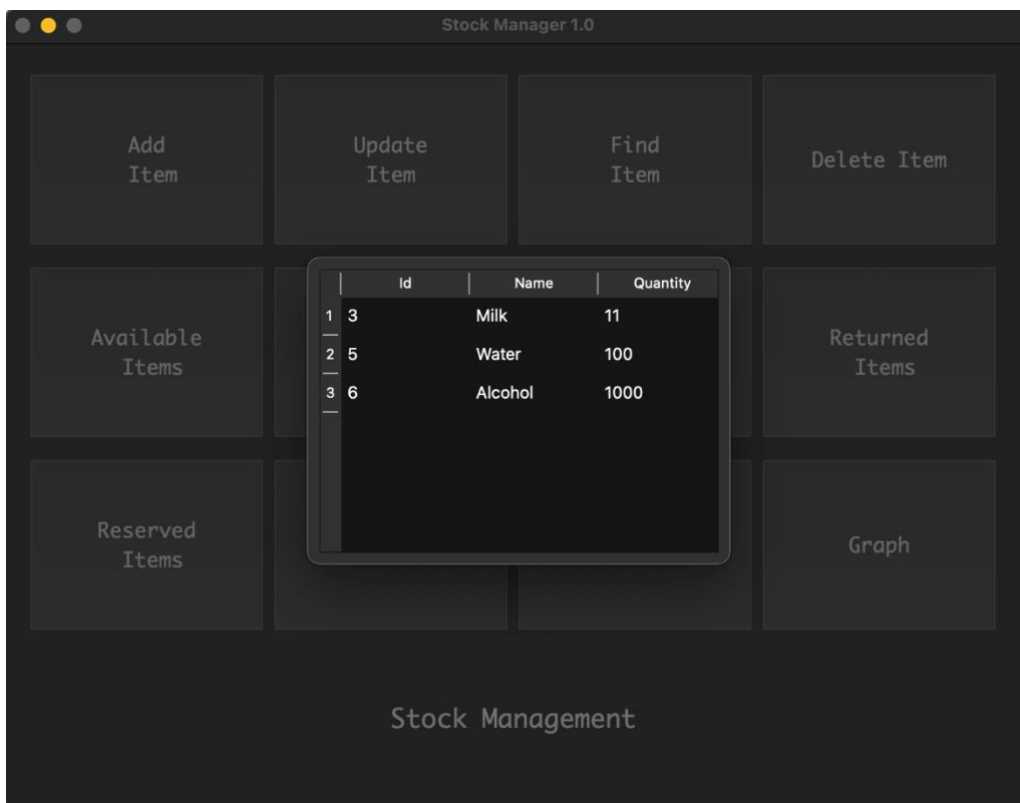 Stock Manager 1.0
Add
Item
Update
Item
Find
Item
Delete Item
Id Name Quantity
1 3 Milk 11
2 5 Water 100
3 6 Alcohol 1000
Available
Items
Returned
Items
Reserved
Items
Graph
Stock Management